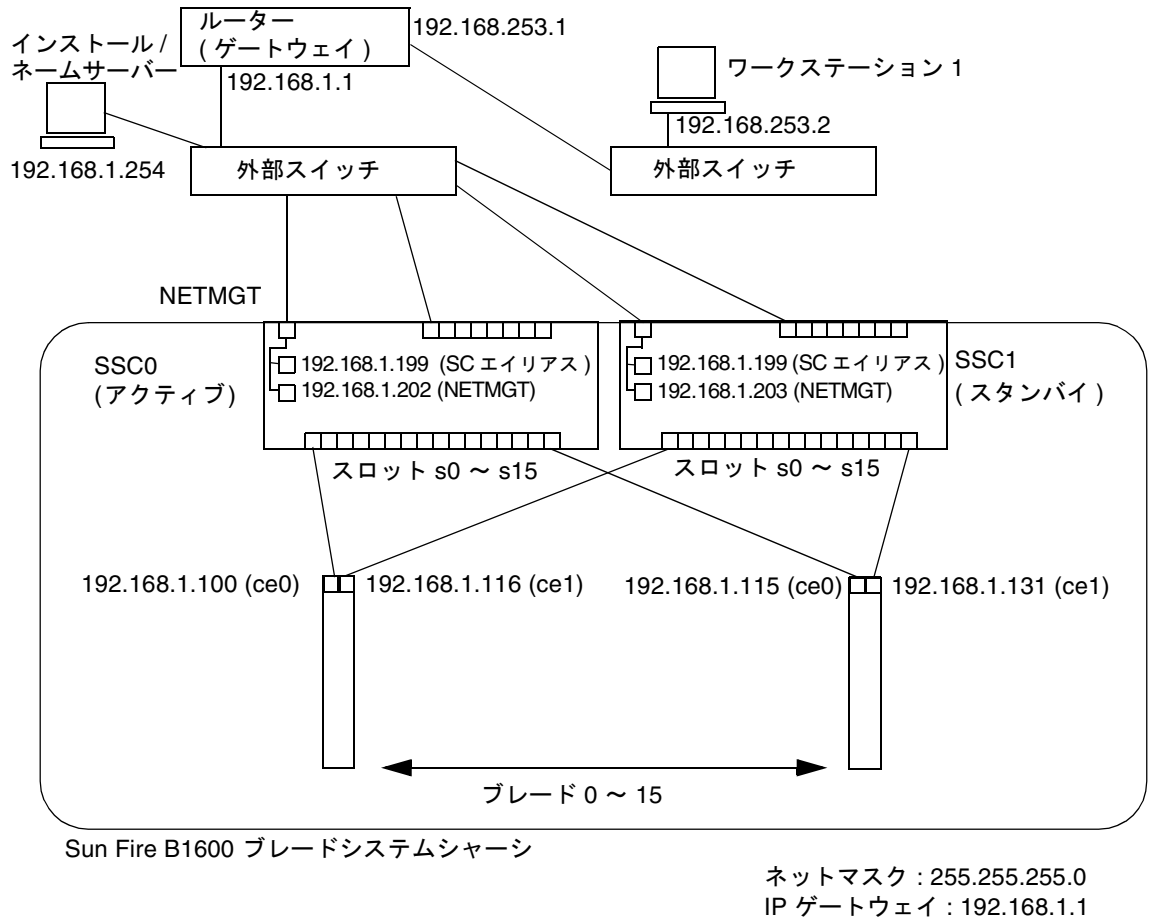 ルーター
( ゲートウェイ )
192.168.253.1
インストール /
ネームサーバー
192.168.1.1
ワークステーション 1
192.168.253.2
192.168.1.254
外部スイッチ
外部スイッチ
NETMGT
SSC0
(アクティブ)
192.168.1.199 (SC エイリアス )
192.168.1.202 (NETMGT)
192.168.1.199 (SC エイリアス )
192.168.1.203 (NETMGT)
SSC1
( スタンバイ )
スロット s0 ~ s15
スロット s0 ~ s15
192.168.1.100 (ce0)
192.168.1.116 (ce1)
192.168.1.115 (ce0)
192.168.1.131 (ce1)
ブレード 0 ~ 15
Sun Fire B1600 ブレードシステムシャーシ
ネットマスク : 255.255.255.0
IP ゲートウェイ : 192.168.1.1